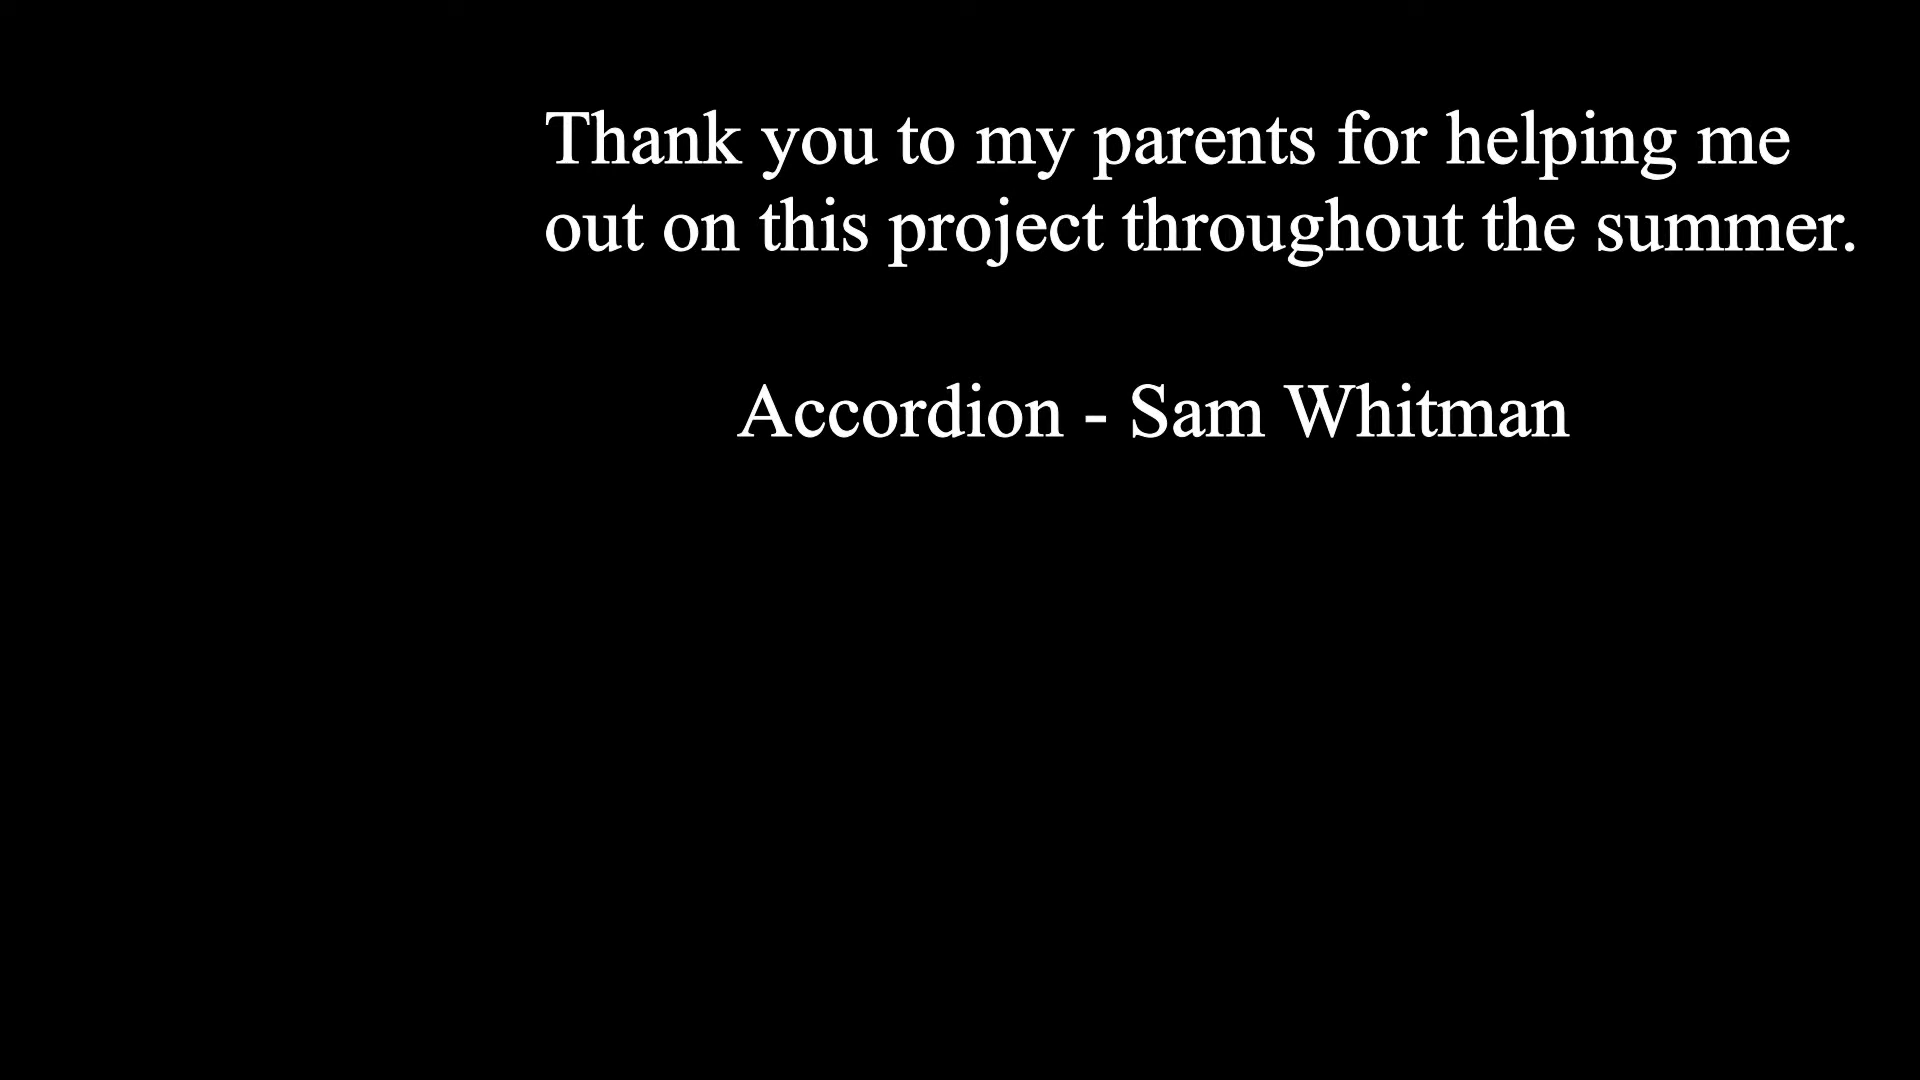 Thank you to my parents for helping me
out on this project throughout the summer.
Accordion - Sam Whitman